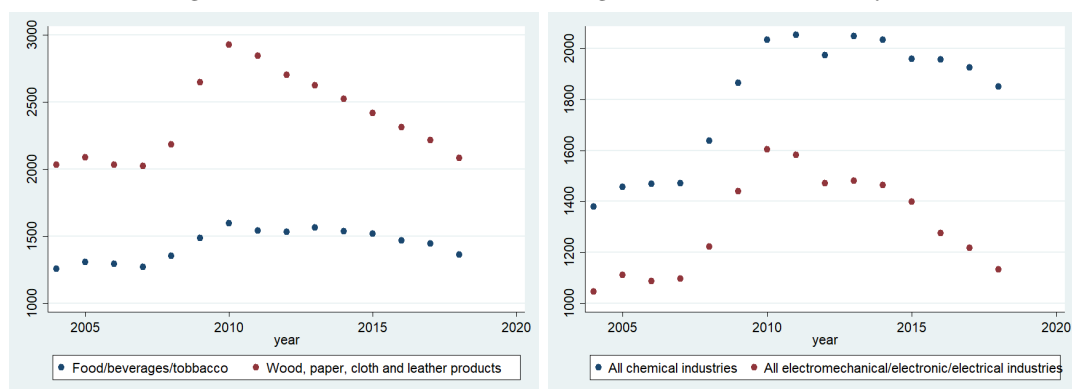 3000
2500
2000
1500
1000
2005 2010 2015 2020
year
Food/beverages/tobbacco Wood, paper, cloth and leather products
2000
1800
1600
1400
1200
1000
2005 2010 2015 2020
year
All chemical industries All electromechanical/electronic/electrical industries